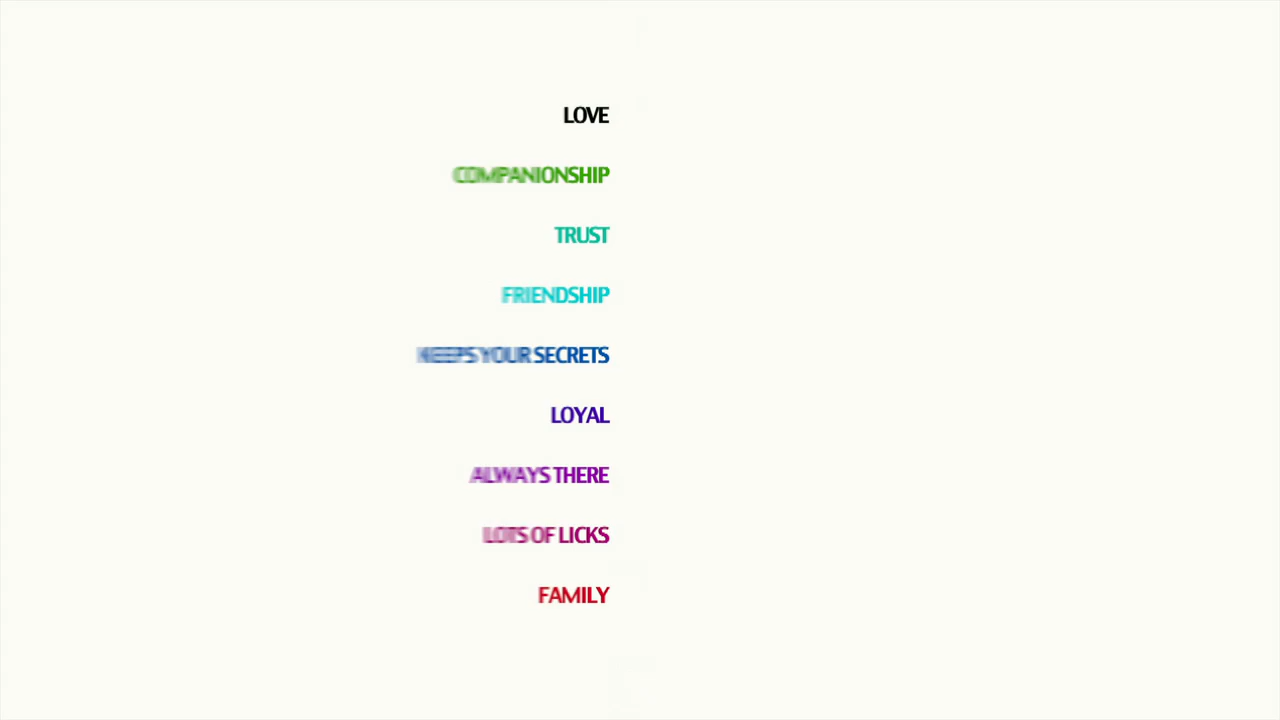 LOVE
COMPANIONSHIP
TRUST
FRIENDSHIP
KEEPS YOUR SECRETS
LOYAL
ALWAYS THERE
LOTS OF LICKS
FAMILY